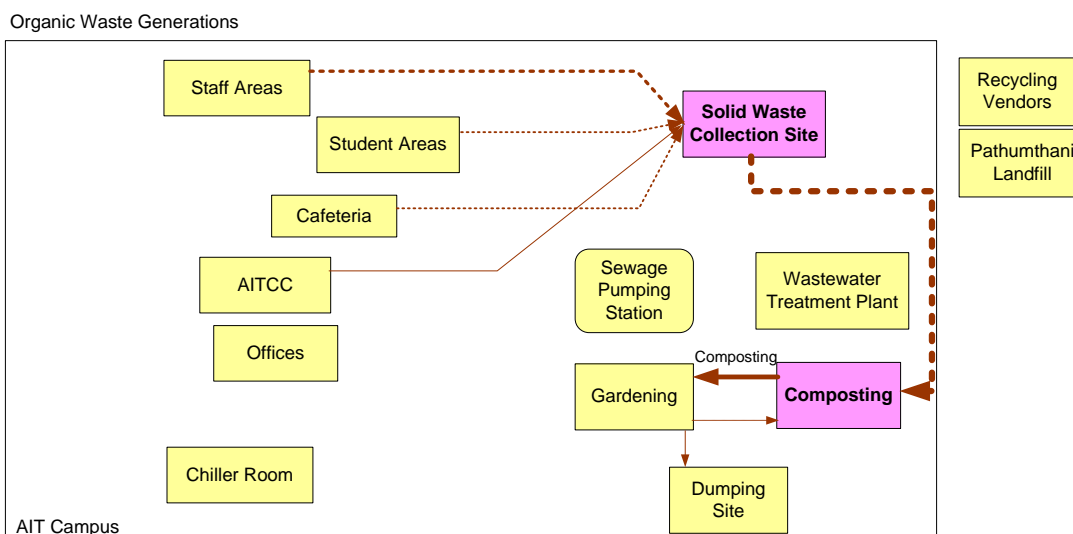 Organic Waste Generations
Staff Areas
Recycling
Vendors
Solid Waste
Collection Site
Student Areas
Pathumthani
Landfill
Cafeteria
AITCC
Sewage
Pumping
Station
Wastewater
Treatment Plant
Offices
Composting
Gardening
Composting
Chiller Room
Dumping
Site
AIT Campus